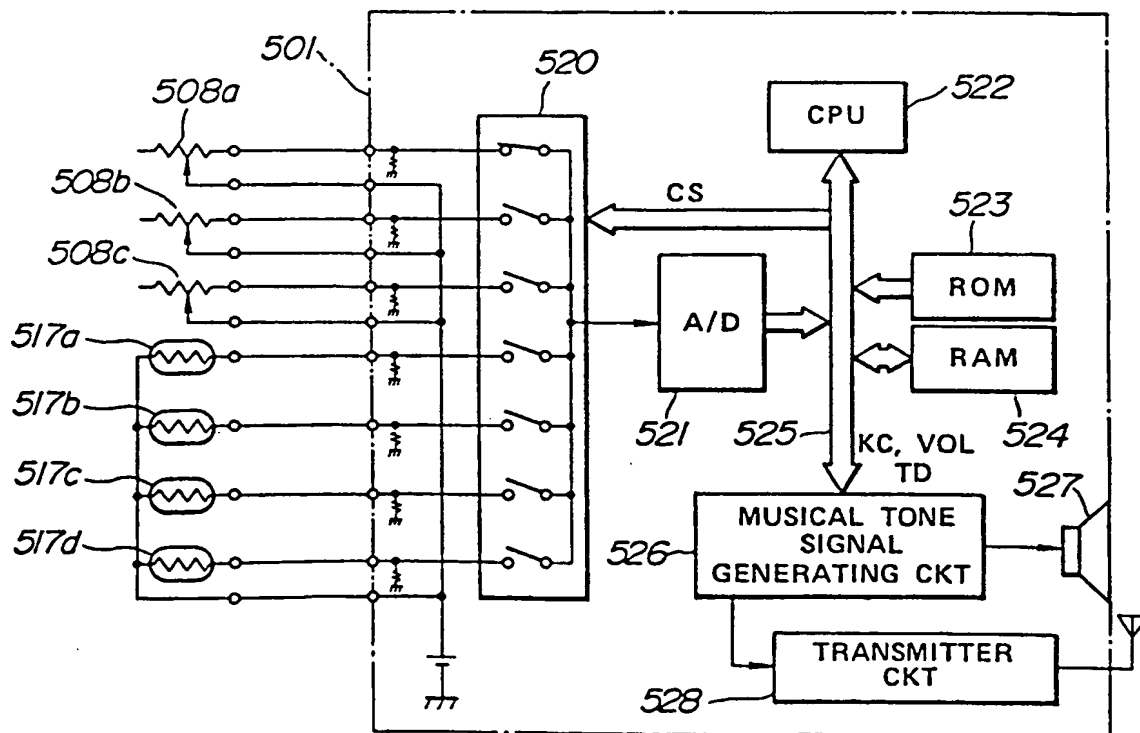 501
520
508a
CPU
522
508b
CS
523
508c
ROM
A/D
517a
RAM
517b
521
525
524
KC, VOL
TD
517c
527
MUSICAL TONE
SIGNAL
GENERATING CKT
517d
526
TRANSMITTER
CKT
528